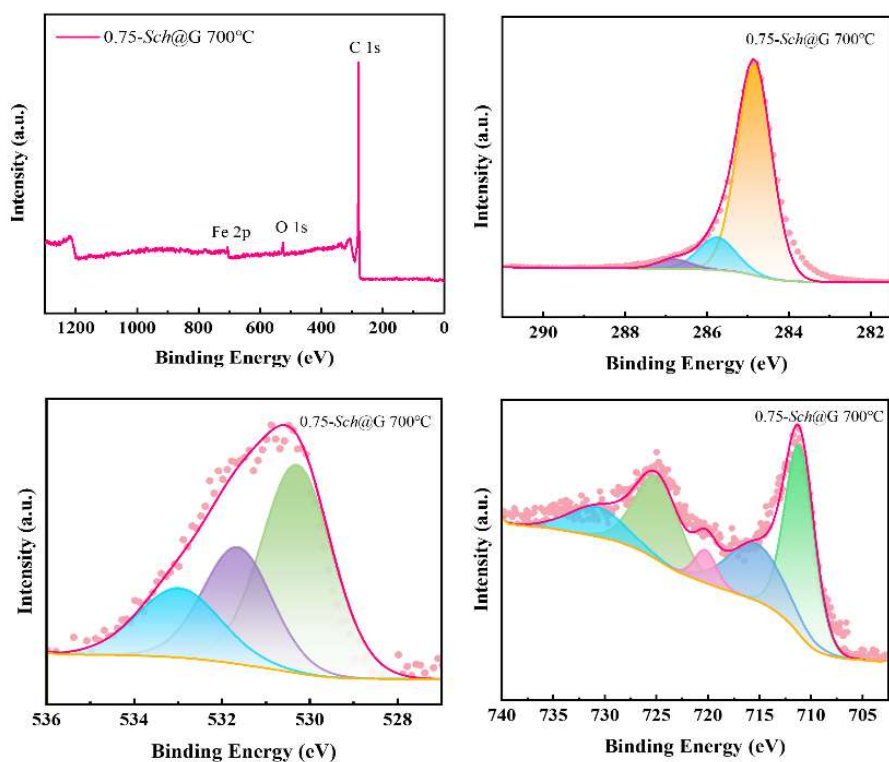 0.75-Sch@G 700°C
C 1s
Fe 2p
O 1s
Intensity (a.u.)
1200 1000 800 600 400 200 0
Binding Energy (eV)
0.75-Sch@G 700°C
Intensity (a.u.)
290 288 286 284 282
Binding Energy (eV)
0.75-Sch@G 700°C
Intensity (a.u.)
536 534 532 530 528
Binding Energy (eV)
0.75-Sch@G 700°C
Intensity (a.u.)
740 735 730 725 720 715 710 705
Binding Energy (eV)